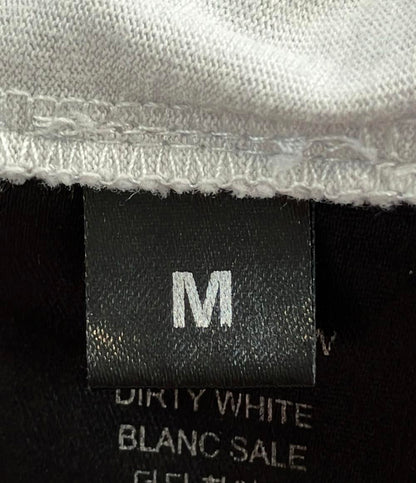 M
DIRTY WHITE
BLANC SALE